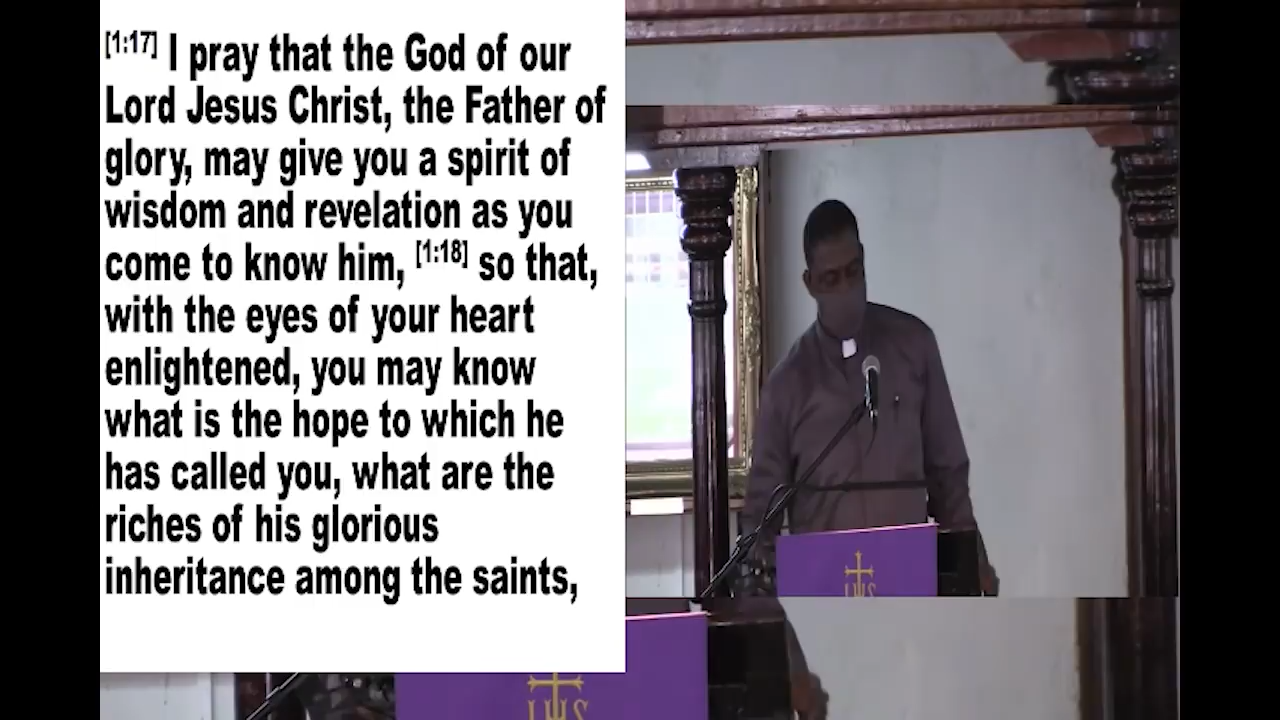 [1:17] I pray that the God of our
Lord Jesus Christ, the Father of
glory, may give you a spirit of
wisdom and revelation as you
come to know him, [1:18] so that,
with the eyes of your heart
enlightened, you may know
what is the hope to which he
has called you, what are the
riches of his glorious
inheritance among the saints,
IHS
IHS